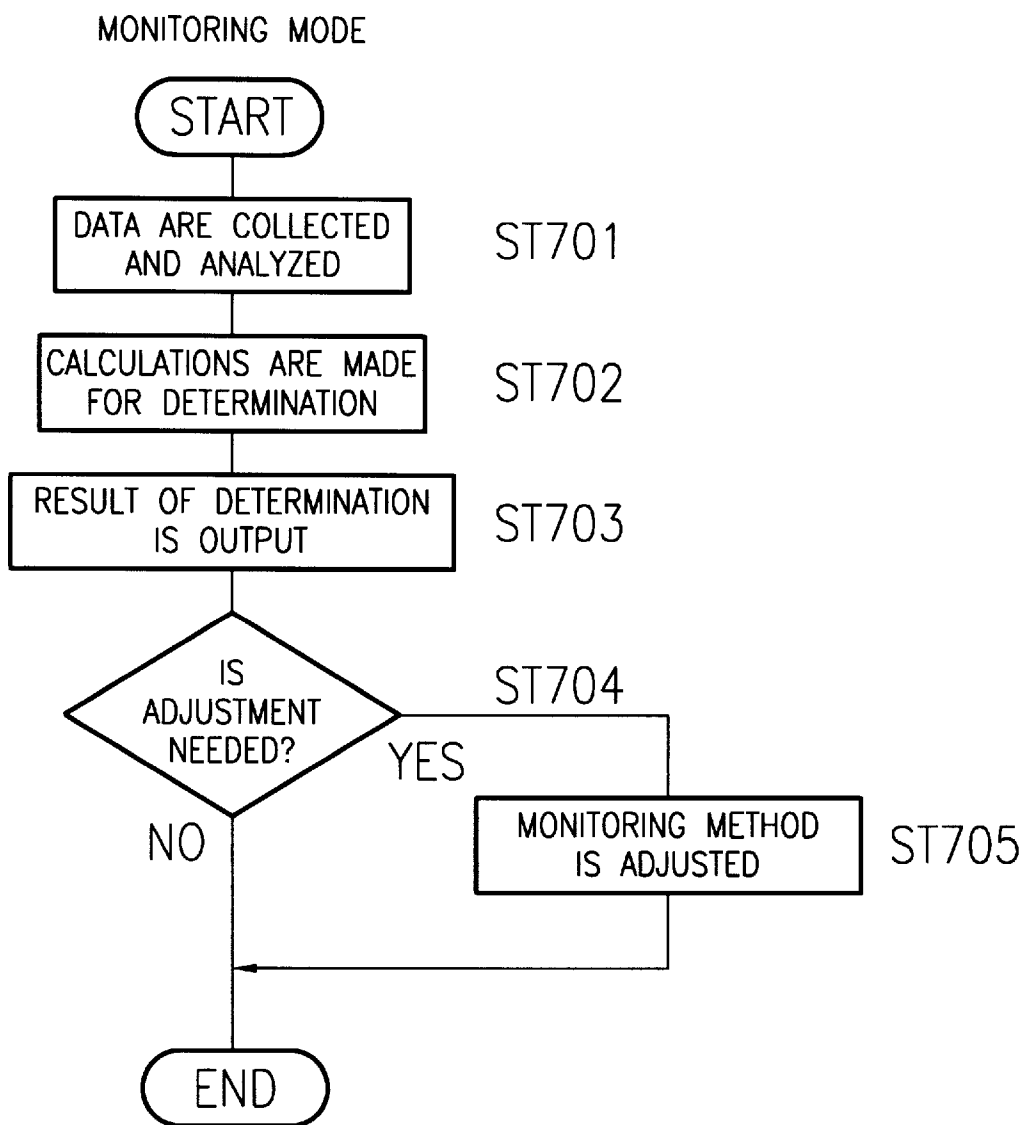 MONITORING MODE
START
DATA ARE COLLECTED
AND ANALYZED
ST701
CALCULATIONS ARE MADE
FOR DETERMINATION
ST702
RESULT OF DETERMINATION
IS OUTPUT
ST703
IS
ADJUSTMENT
NEEDED?
ST704
YES
NO
MONITORING METHOD
IS ADJUSTED
ST705
END